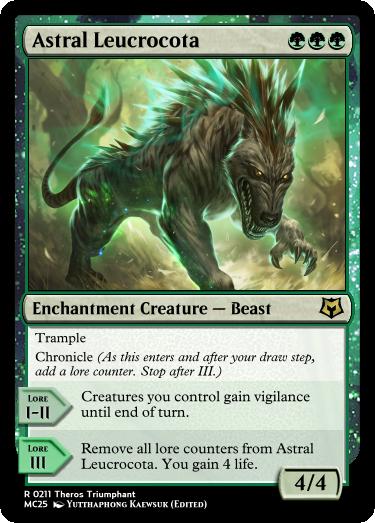 Astral Leucrocota
Enchantment Creature — Beast
Trample
Chronicle (As this enters and after your draw step,
add a lore counter. Stop after III.)
LORE
I-II
Creatures you control gain vigilance
until end of turn.
LORE
III
Remove all lore counters from Astral
Leucrocota. You gain 4 life.
4/4
R 0211 Theros Triumphant
MC25 Yutthaphong Kaewsuk (Edited)